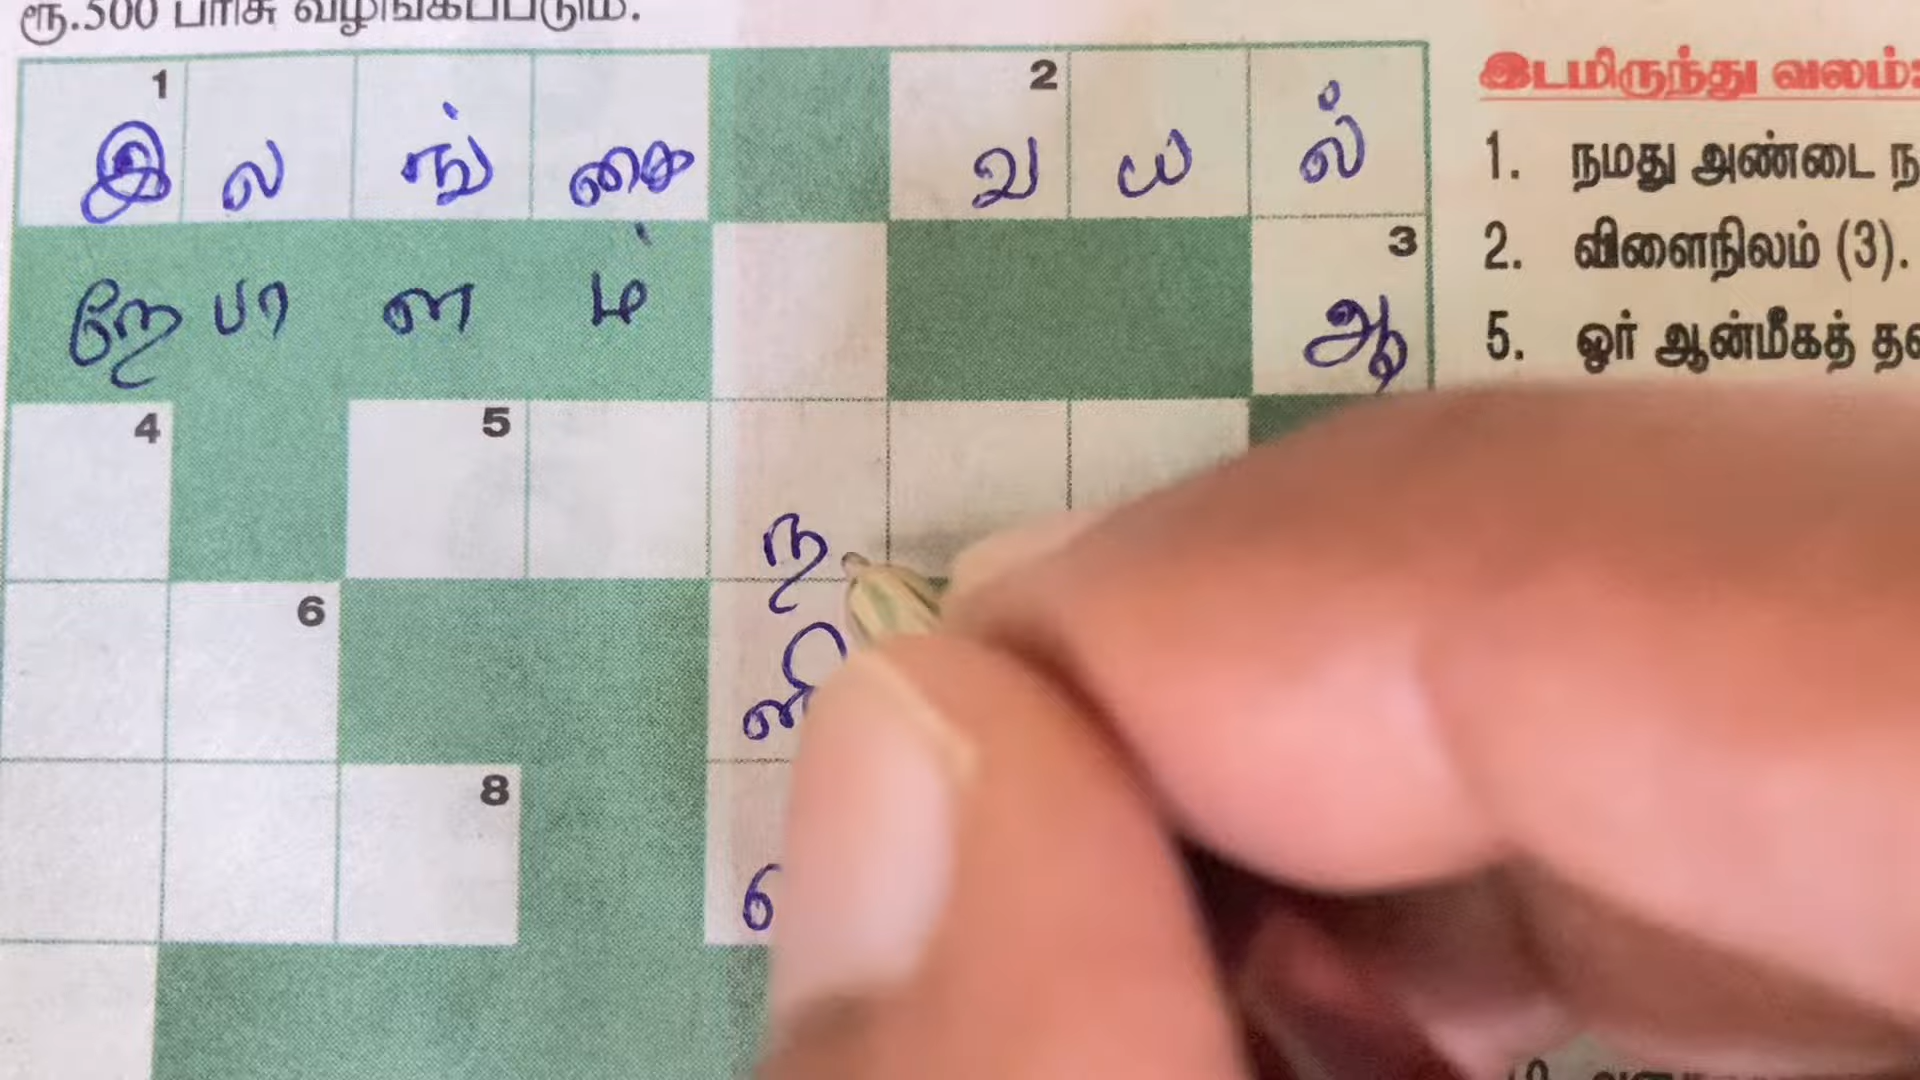 ரூ.500 பரிசு வழங்கப்படும்.
1 2
இ ல ங் கை வ ய ல்
3
ப ள ம் ஆ
4 5
ந
6
ளி
8
இடமிருந்து வலம்:
1. நமது அண்டை
2. விளைநிலம் (3).
5. ஓர் ஆன்மீகத்